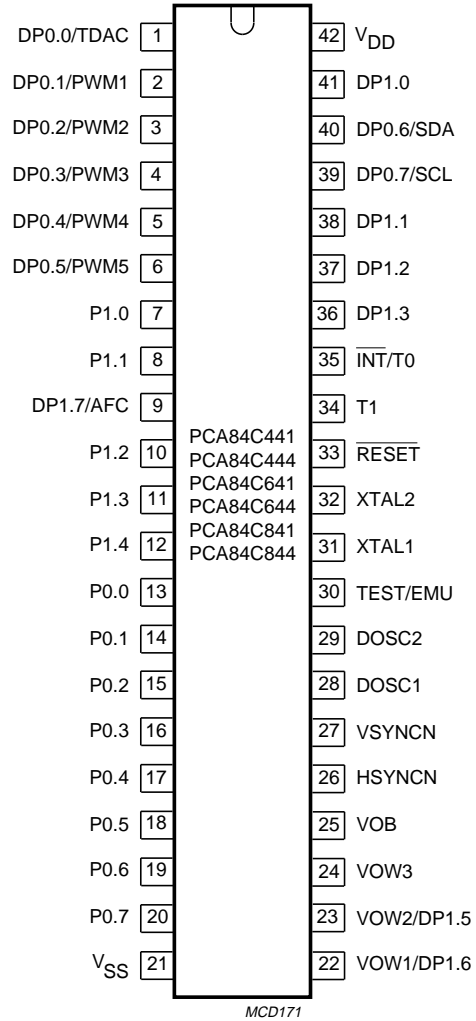 DP0.0/TDAC 1
DP0.1/PWM1 2
DP0.2/PWM2 3
DP0.3/PWM3 4
DP0.4/PWM4 5
DP0.5/PWM5 6
P1.0 7
P1.1 8
DP1.7/AFC 9
P1.2 10
P1.3 11
P1.4 12
P0.0 13
P0.1 14
P0.2 15
P0.3 16
P0.4 17
P0.5 18
P0.6 19
P0.7 20
VSS 21
PCA84C441
PCA84C444
PCA84C641
PCA84C644
PCA84C841
PCA84C844
42 VDD
41 DP1.0
40 DP0.6/SDA
39 DP0.7/SCL
38 DP1.1
37 DP1.2
36 DP1.3
35 INT/T0
34 T1
33 RESET
32 XTAL2
31 XTAL1
30 TEST/EMU
29 DOSC2
28 DOSC1
27 VSYNCN
26 HSYNCN
25 VOB
24 VOW3
23 VOW2/DP1.5
22 VOW1/DP1.6
MCD171